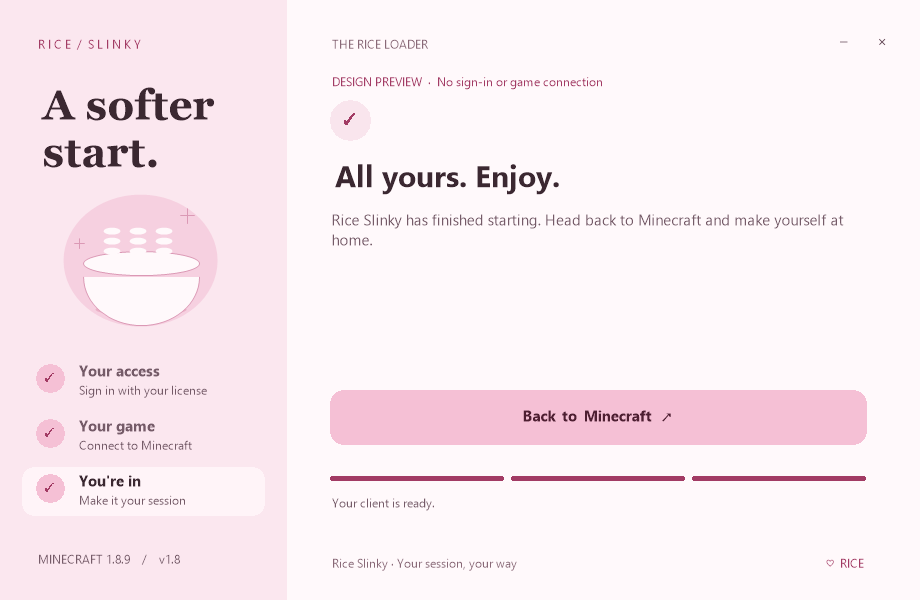 RICE / SLINKY
A softer
start.
✓ Your access
Sign in with your license
✓ Your game
Connect to Minecraft
✓ You're in
Make it your session
MINECRAFT 1.8.9 / v1.8
THE RICE LOADER
– ×
DESIGN PREVIEW · No sign-in or game connection
✓
All yours. Enjoy.
Rice Slinky has finished starting. Head back to Minecraft and make yourself at
home.
Back to Minecraft ↗
Your client is ready.
Rice Slinky · Your session, your way
♡ RICE